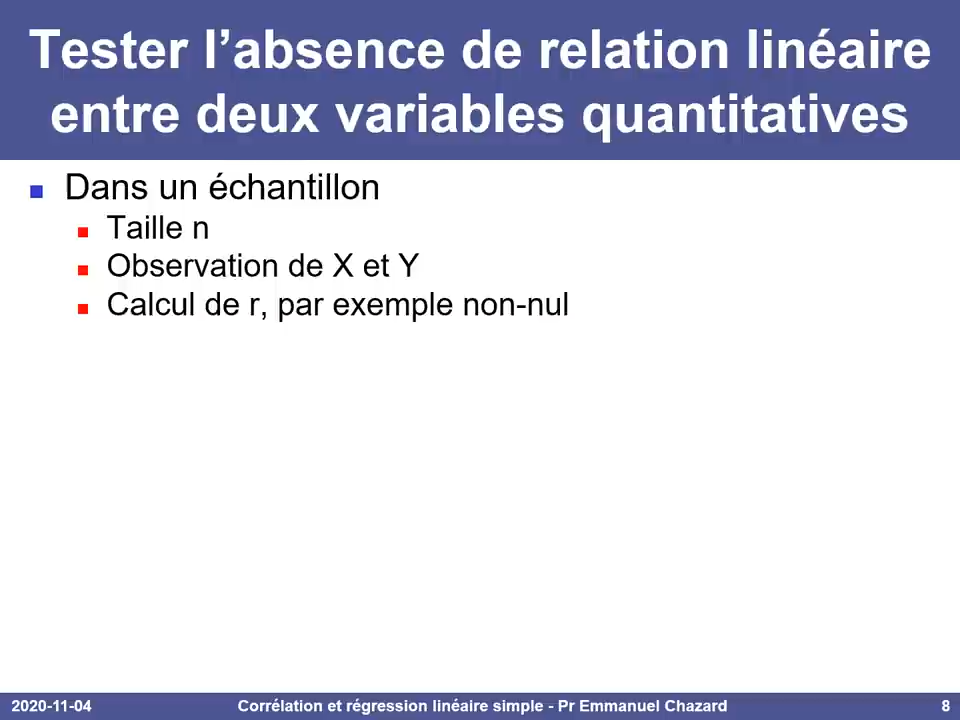 Tester l’absence de relation linéaire
entre deux variables quantitatives
Dans un échantillon
Taille n
Observation de X et Y
Calcul de r, par exemple non-nul
2020-11-04 Corrélation et régression linéaire simple - Pr Emmanuel Chazard 8